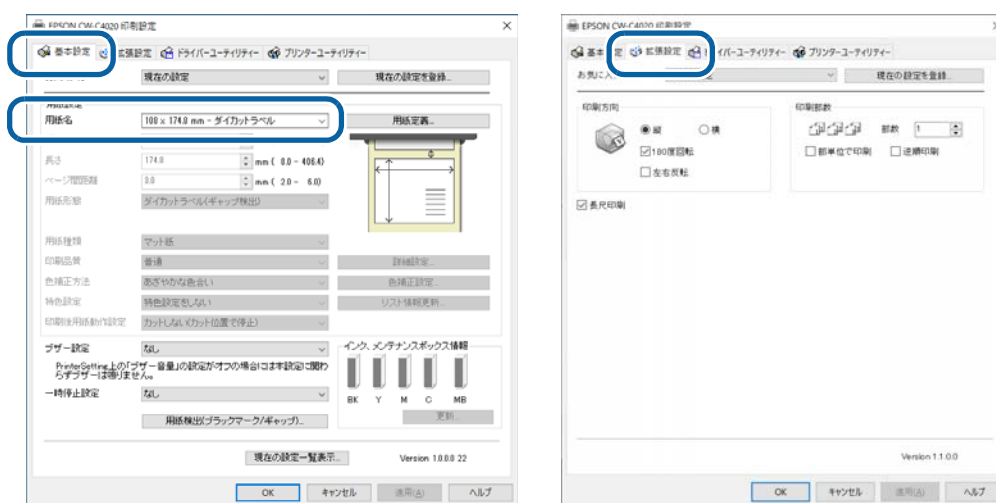 EPSON CW-C4020 印刷設定
基本設定
拡張設定
ドライバーユーティリティー
プリンターユーティリティー
現在の設定
現在の設定を登録...
用紙設定
用紙名
108 x 174.0 mm - ダイカットラベル
用紙定義...
長さ
174.0
mm ( 8.0 - 406.4)
ページ間距離
3.0
mm ( 2.0 - 6.0)
用紙形態
ダイカットラベル(ギャップ検出)
用紙種類
マット紙
印刷品質
普通
詳細設定...
色補正方法
あざやかな色合い
色補正設定...
特色設定
特色設定をしない
リスト情報更新...
印刷後用紙動作設定
カットしない(カット位置で停止)
ブザー設定
なし
PrinterSetting上の「ブザー音量」の設定がオフの場合には本設定に関わ
らずブザーは鳴りません。
一時停止設定
なし
用紙検出(ブラックマーク/ギャップ)...
インク、メンテナンスボックス情報
BK Y M C MB
更新...
現在の設定一覧表示...
Version 1.0.0.0 22
OK
キャンセル
適用(A)
ヘルプ
EPSON CW-C4020 印刷設定
基本
定
拡張設定
イバーユーティリティー
プリンターユーティリティー
お気に入
定
現在の設定を登録...
印刷方向
縦
横
180度回転
左右反転
印刷部数
部数
1
部単位で印刷
逆順印刷
長尺印刷
Version 1.1.0.0
OK
キャンセル
適用(A)
ヘルプ